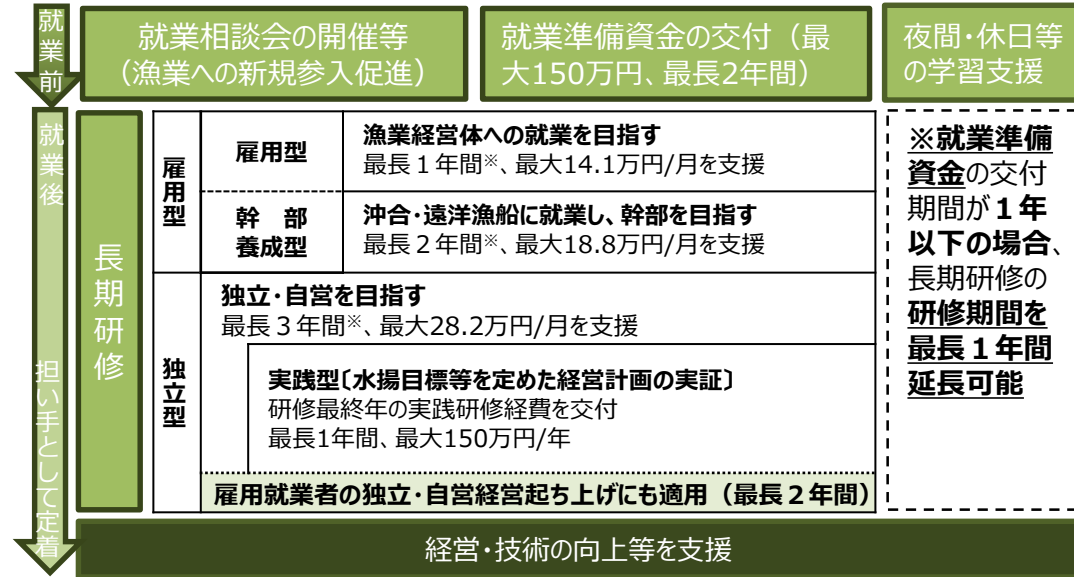 就業前
就業相談会の開催等
（漁業への新規参入促進）
就業準備資金の交付（最
大150万円、最長2年間）
夜間・休日等
の学習支援
就業後
担い手として定着
長期研修
雇用型
雇用型
漁業経営体への就業を目指す
最長１年間※、最大14.1万円/月を支援
幹　部
養成型
沖合・遠洋漁船に就業し、幹部を目指す
最長２年間※、最大18.8万円/月を支援
独立型
独立・自営を目指す
最長３年間※、最大28.2万円/月を支援
実践型〔水揚目標等を定めた経営計画の実証〕
研修最終年の実践研修経費を交付
最長1年間、最大150万円/年
雇用就業者の独立・自営経営起ち上げにも適用（最長２年間）
※就業準備
資金の交付
期間が１年
以下の場合、
長期研修の
研修期間を
最長１年間
延長可能
経営・技術の向上等を支援